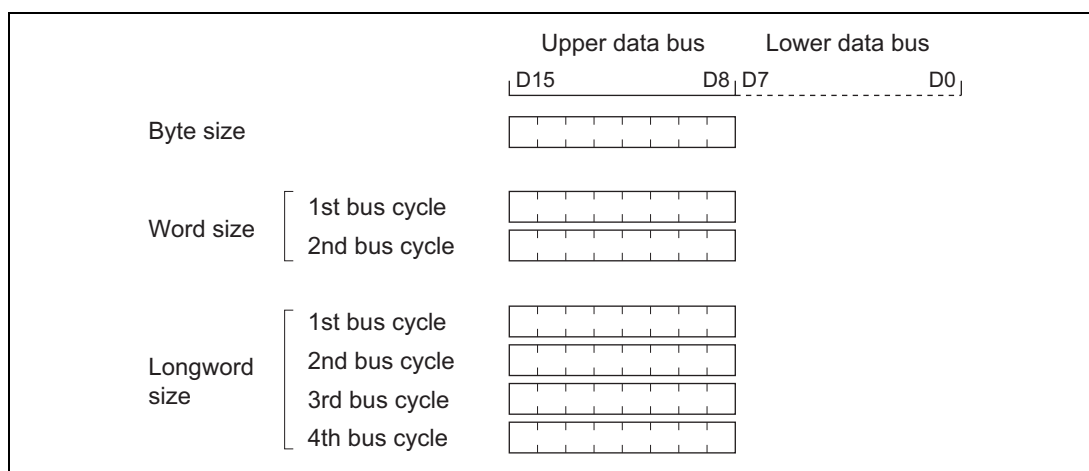 Upper data bus Lower data bus
D15 D8 D7 D0
Byte size
Word size
1st bus cycle
2nd bus cycle
Longword
size
1st bus cycle
2nd bus cycle
3rd bus cycle
4th bus cycle